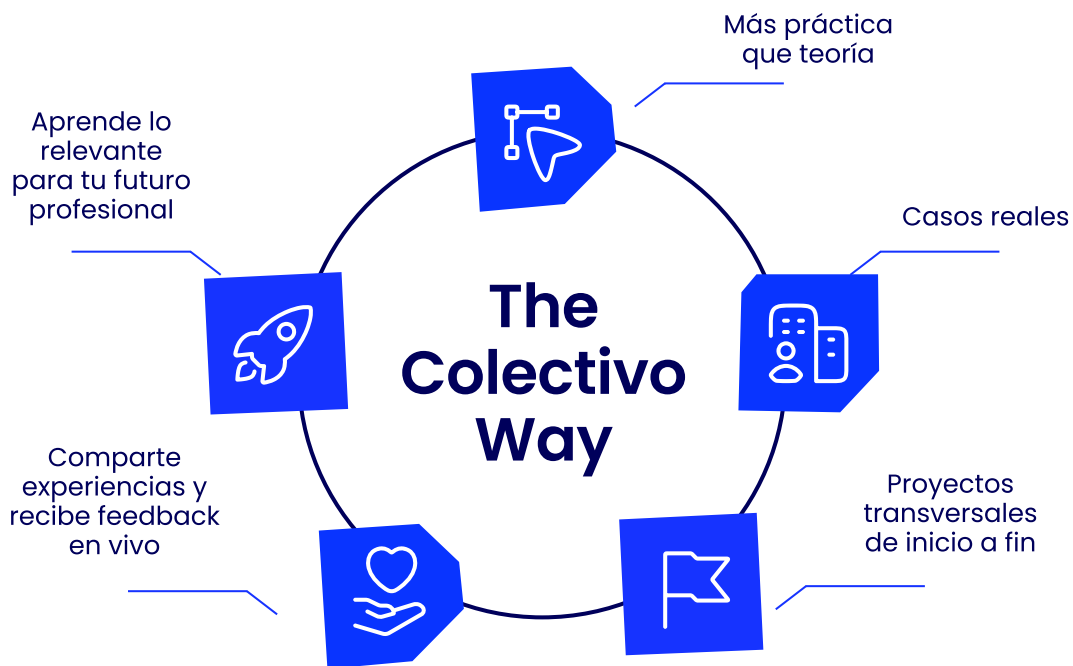 Más práctica
que teoría
Aprende lo
relevante
para tu futuro
profesional
Casos reales
The
Colectivo
Way
Comparte
experiencias y
recibe feedback
en vivo
Proyectos
transversales
de inicio a fin